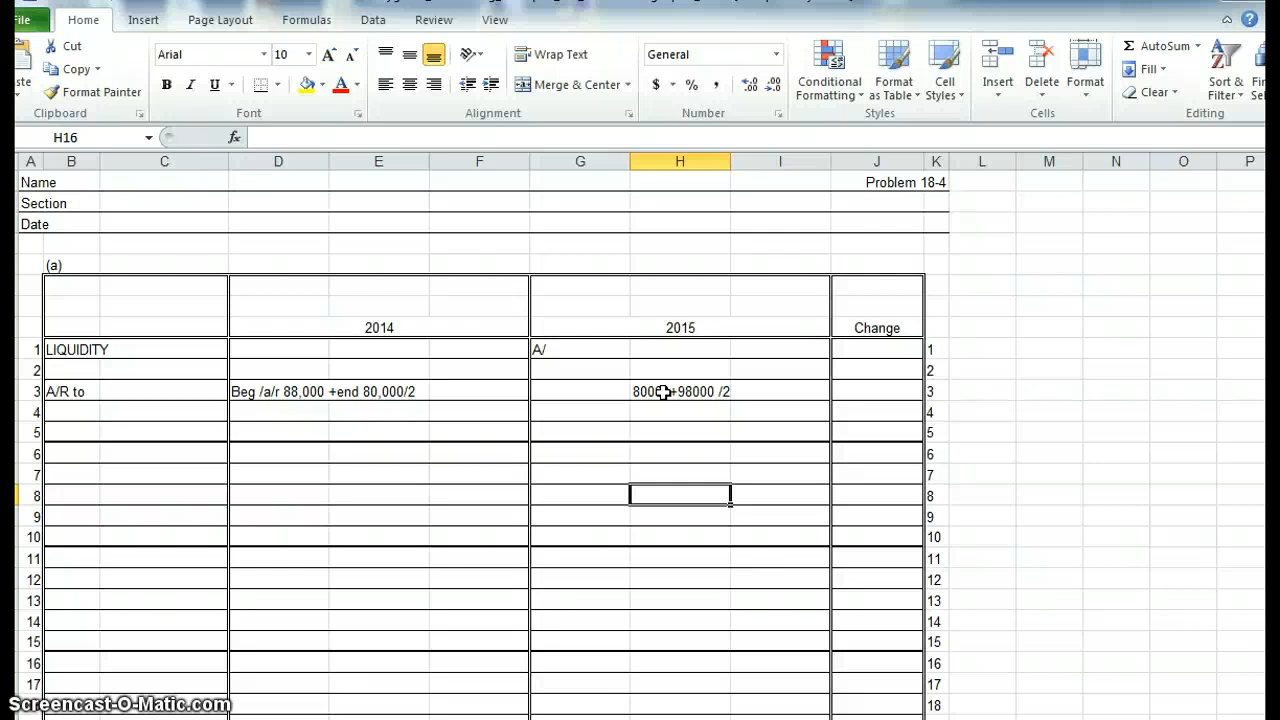 File Home Insert Page Layout Formulas Data Review View
Cut
Copy
Format Painter
Clipboard
Arial 10
B I U
Font
Wrap Text
Merge & Center
Alignment
General
$ % ,
Number
Conditional Formatting
Format as Table
Cell Styles
Styles
Insert Delete Format
Cells
AutoSum
Fill
Clear
Sort & Filter
Editing
H16 fx
A B C D E F G H I J K L M N O P
Name Problem 18-4
Section
Date
(a)
2014 2015 Change
1 LIQUIDITY A/ 1
2 2
3 A/R to Beg /a/r 88,000 +end 80,000/2 +98000 /2 3
4 4
5 5
6 6
7 7
8 8
9 9
10 10
11 11
12 12
13 13
14 14
15 15
16 16
17 17
18
Screencast-O-Matic.com